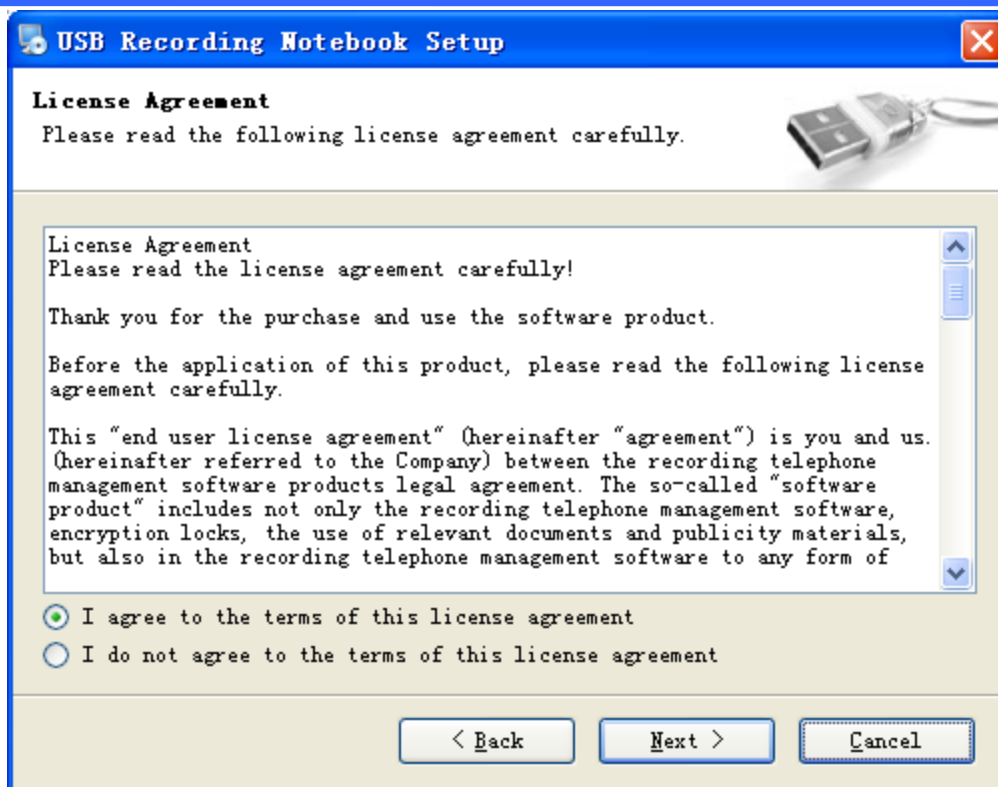 USB Recording Notebook Setup
License Agreement
Please read the following license agreement carefully.
License Agreement
Please read the license agreement carefully!
Thank you for the purchase and use the software product.
Before the application of this product, please read the following license
agreement carefully.
This "end user license agreement" (hereinafter "agreement") is you and us.
(hereinafter referred to the Company) between the recording telephone
management software products legal agreement. The so-called "software
product" includes not only the recording telephone management software,
encryption locks, the use of relevant documents and publicity materials,
but also in the recording telephone management software to any form of
I agree to the terms of this license agreement
I do not agree to the terms of this license agreement
< Back Next > Cancel